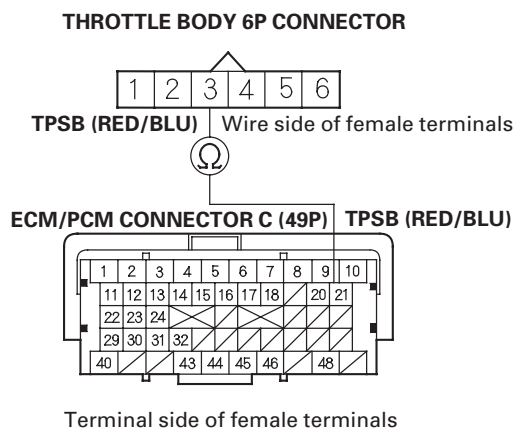 THROTTLE BODY 6P CONNECTOR
1 2 3 4 5 6
TPSB (RED/BLU) Wire side of female terminals
Ω
ECM/PCM CONNECTOR C (49P) TPSB (RED/BLU)
1 2 3 4 5 6 7 8 9 10
11 12 13 14 15 16 17 18 20 21
22 23 24
29 30 31 32
40 43 44 45 46 48
Terminal side of female terminals